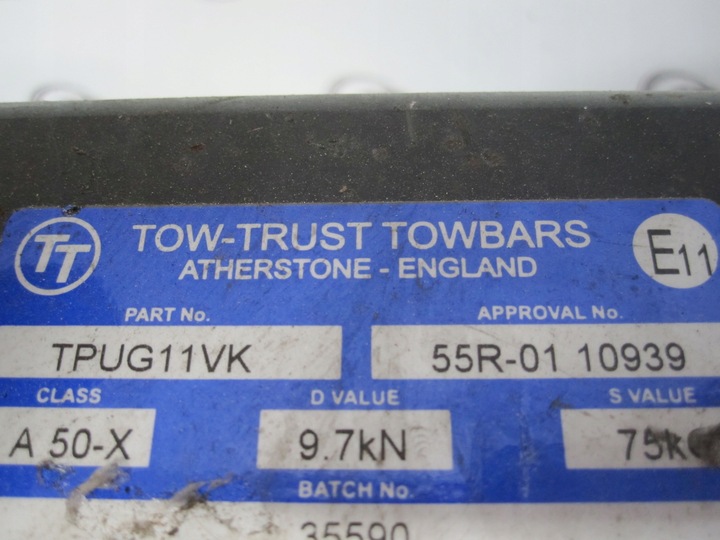 TT TOW-TRUST TOWBARS E11
ATHERSTONE - ENGLAND
PART No. APPROVAL No.
TPUG11VK 55R-01 10939
CLASS D VALUE S VALUE
A 50-X 9.7kN
BATCH No.
35590